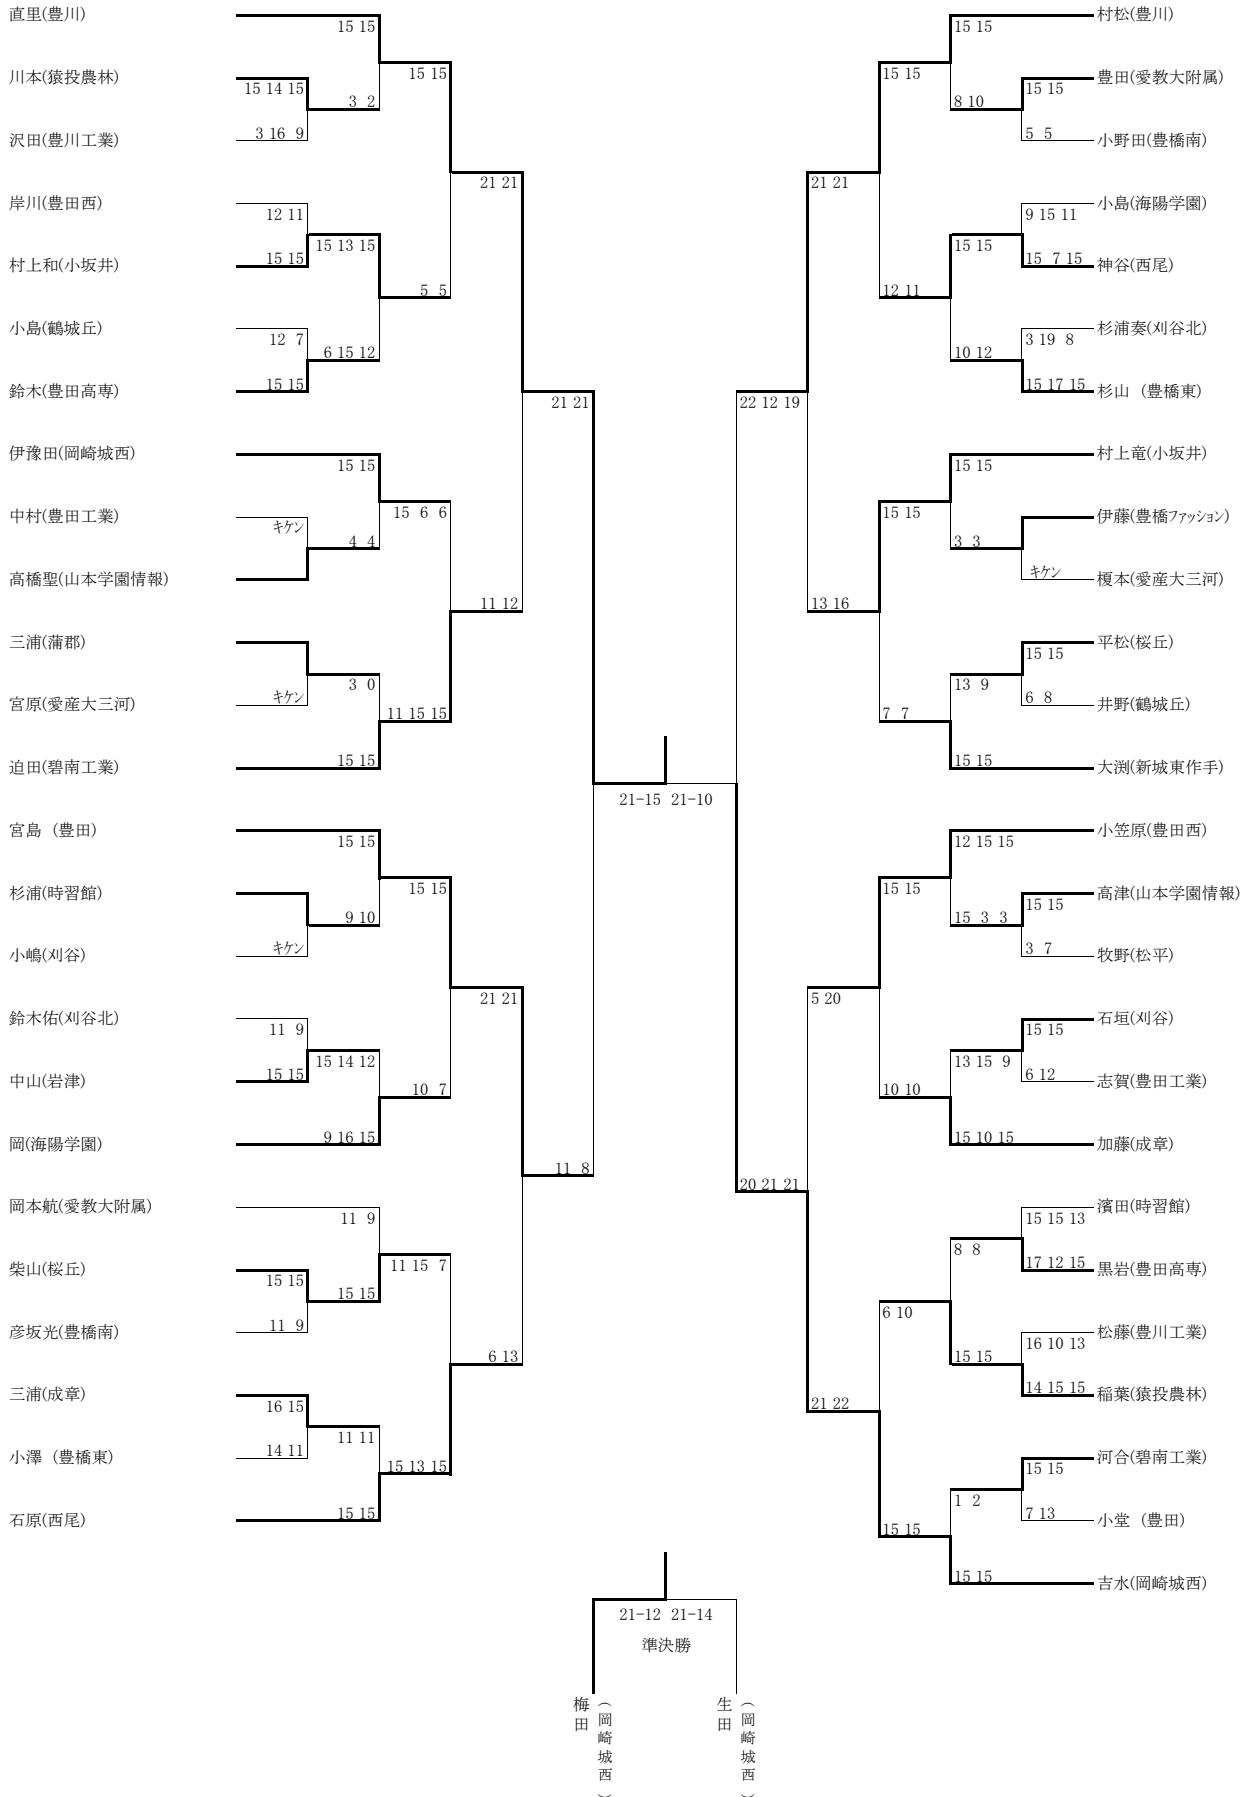 直里(豊川)
15 15
川本(猿投農林)
15 14 15
3 2
15 15
沢田(豊川工業)
3 16 9
21 21
岸川(豊田西)
12 11
15 13 15
村上和(小坂井)
15 15
5 5
小島(鶴城丘)
12 7
6 15 12
鈴木(豊田高専)
15 15
21 21
伊豫田(岡崎城西)
15 15
中村(豊田工業)
キケン
4 4
15 6 6
高橋聖(山本学園情報)
11 12
三浦(蒲郡)
3 0
宮原(愛産大三河)
キケン
11 15 15
迫田(碧南工業)
15 15
宮島 (豊田)
15 15
杉浦(時習館)
9 10
15 15
小嶋(刈谷)
キケン
21 21
鈴木佑(刈谷北)
11 9
15 14 12
中山(岩津)
15 15
10 7
岡(海陽学園)
9 16 15
11 8
岡本航(愛教大附属)
11 9
柴山(桜丘)
15 15
15 15
11 15 7
彦坂光(豊橋南)
11 9
6 13
三浦(成章)
16 15
11 11
小澤 (豊橋東)
14 11
15 13 15
石原(西尾)
15 15
21-15 21-10
村松(豊川)
15 15
15 15
豊田(愛教大附属)
15 15
8 10
小野田(豊橋南)
5 5
21 21
小島(海陽学園)
9 15 11
15 15
神谷(西尾)
15 7 15
12 11
杉浦奏(刈谷北)
3 19 8
10 12
杉山 (豊橋東)
15 17 15
22 12 19
村上竜(小坂井)
15 15
15 15
伊藤(豊橋ファッション)
3 3
榎本(愛産大三河)
キケン
13 16
平松(桜丘)
15 15
13 9
井野(鶴城丘)
6 8
7 7
大渕(新城東作手)
15 15
小笠原(豊田西)
12 15 15
15 15
高津(山本学園情報)
15 15
15 3 3
牧野(松平)
3 7
5 20
石垣(刈谷)
15 15
13 15 9
志賀(豊田工業)
6 12
10 10
加藤(成章)
15 10 15
20 21 21
濱田(時習館)
15 15 13
8 8
黒岩(豊田高専)
17 12 15
6 10
松藤(豊川工業)
16 10 13
15 15
稲葉(猿投農林)
14 15 15
21 22
河合(碧南工業)
15 15
1 2
小堂 (豊田)
7 13
15 15
吉水(岡崎城西)
15 15
21-12 21-14
準決勝
梅田
(岡崎城西)
生田
(岡崎城西)